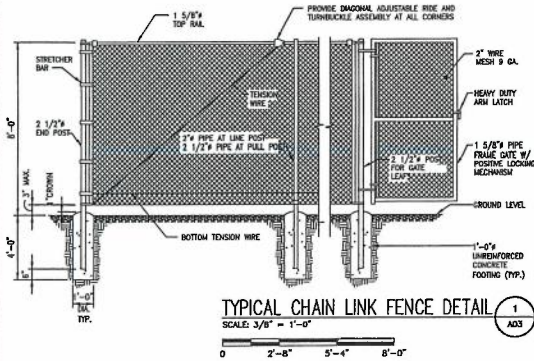 PROVIDE DIAGONAL ADJUSTABLE RIDE AND
TURNBUCKLE ASSEMBLY AT ALL CORNERS
1 5/8"ø
TOP RAIL
STRETCHER
BAR
2" WIRE
MESH 9 GA.
TENSION
WIRE
HEAVY DUTY
ARM LATCH
8'-0"
2 1/2"ø
END POST
2"ø PIPE AT LINE POST
2 1/2"ø PIPE AT PULL POST
2 1/2"ø POST
FOR GATE
LEAFS
1 5/8"ø PIPE
FRAME GATE W/
POSITIVE LOCKING
MECHANISM
3" MAX.
1"CROWN
GROUND LEVEL
BOTTOM TENSION WIRE
4'-0"
6"
1'-0"ø
UNREINFORCED
CONCRETE
FOOTING (TYP.)
1'-0"
DIA.
TYP.
TYPICAL CHAIN LINK FENCE DETAIL
1
A03
SCALE: 3/8" = 1'-0"
0 2'-8" 5'-4" 8'-0"